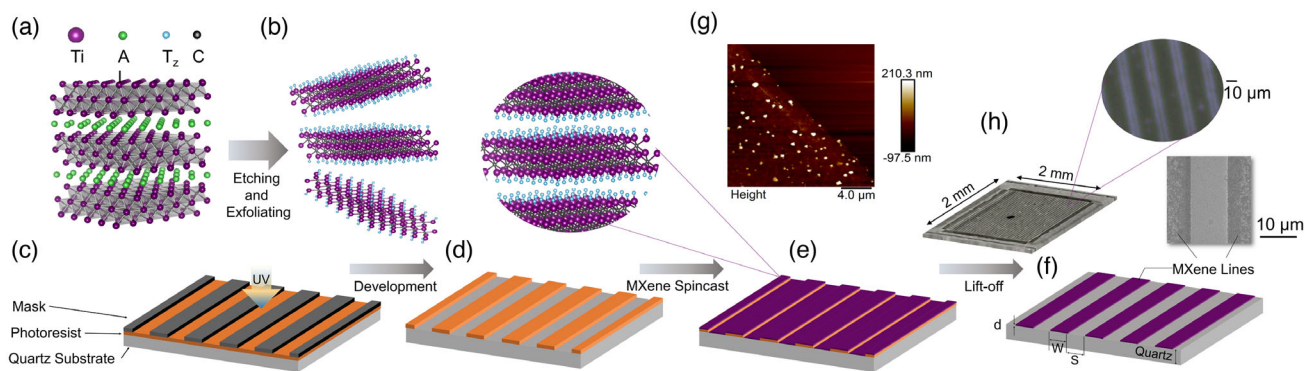 (a)
Ti A Tz C
(b)
Etching
and
Exfoliating
(g)
210.3 nm
-97.5 nm
Height
4.0 μm
(h)
10 μm
2 mm
2 mm
10 μm
MXene Lines
(c)
UV
Mask
Photoresist
Quartz Substrate
Development
(d)
MXene Spincast
(e)
Lift-off
(f)
d
W
S
Quartz